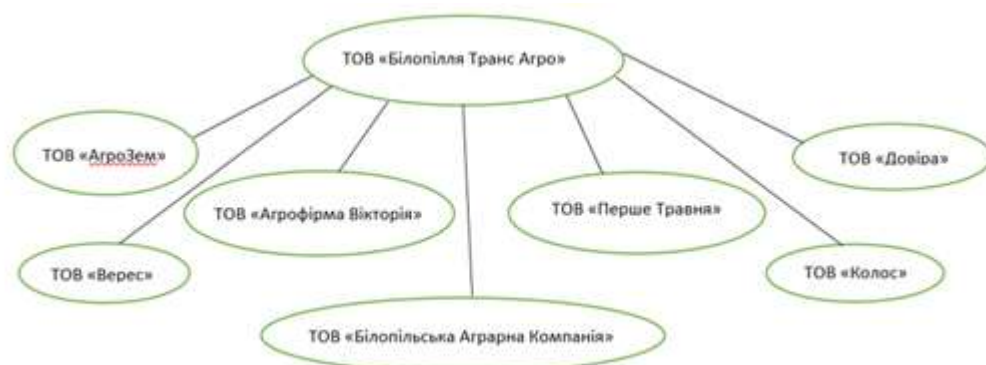 ТОВ «Білопілля Транс Агро»
ТОВ «АгроЗем»
ТОВ «Довіра»
ТОВ «Агрофірма Вікторія»
ТОВ «Перше Травня»
ТОВ «Верес»
ТОВ «Колос»
ТОВ «Білопільська Аграрна Компанія»